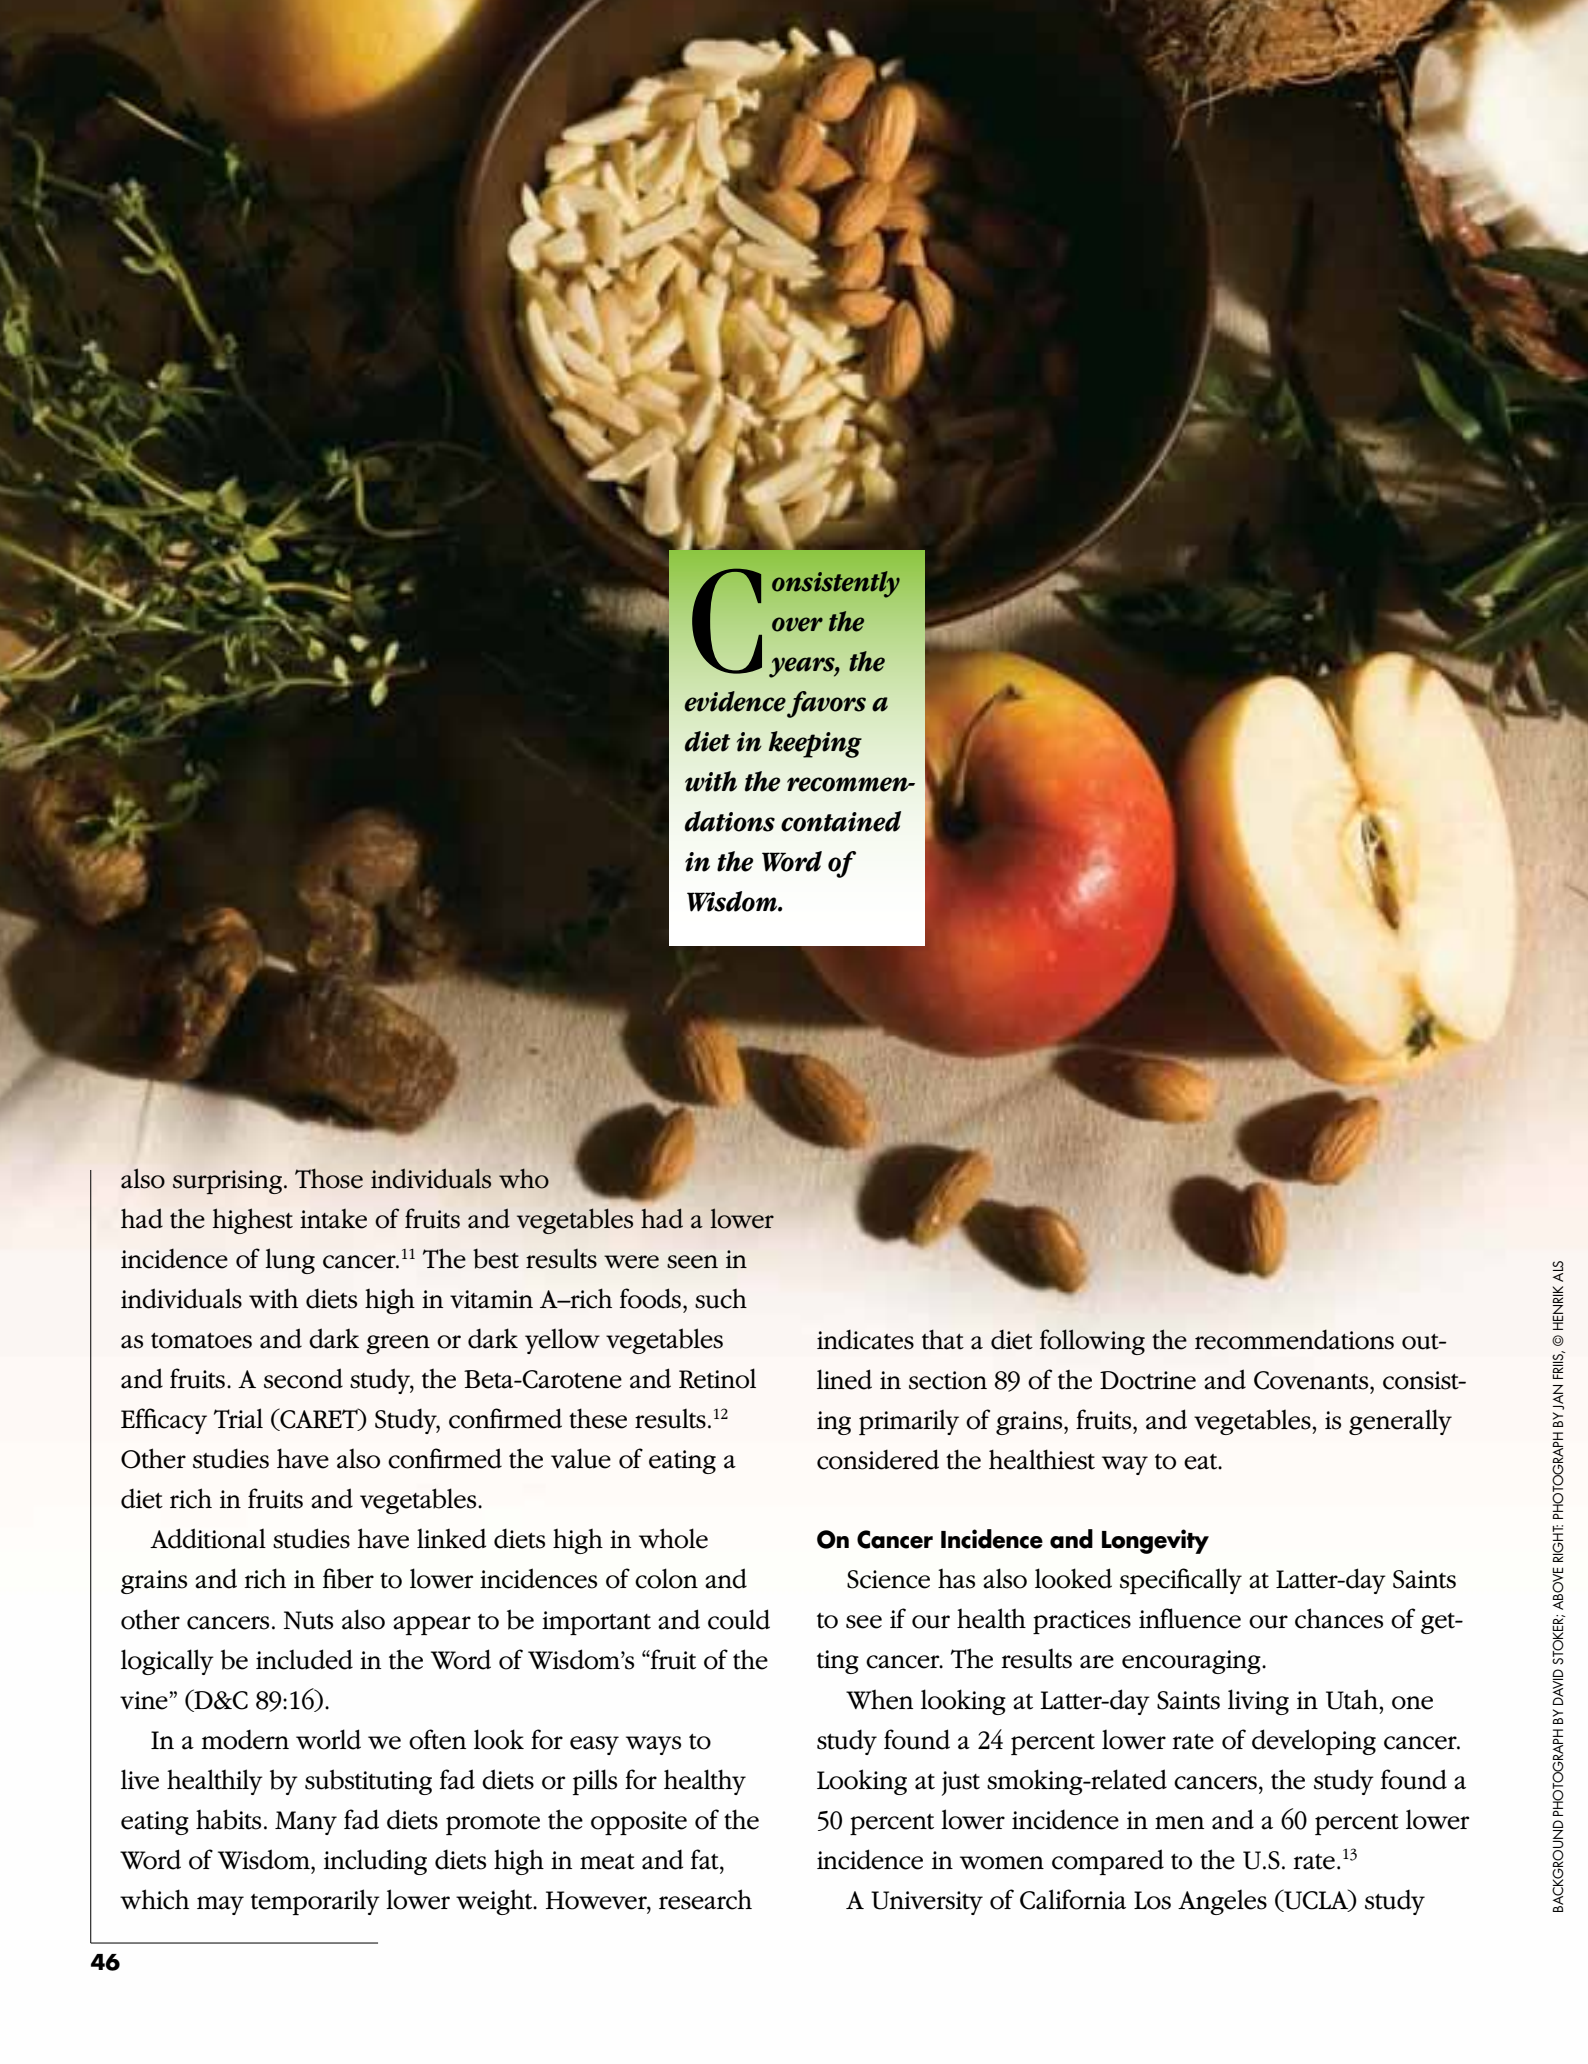 Consistently
over the
years, the
evidence favors a
diet in keeping
with the recommen-
dations contained
in the Word of
Wisdom.
also surprising. Those individuals who
had the highest intake of fruits and vegetables had a lower
incidence of lung cancer.11 The best results were seen in
individuals with diets high in vitamin A–rich foods, such
as tomatoes and dark green or dark yellow vegetables
and fruits. A second study, the Beta-Carotene and Retinol
Efficacy Trial (CARET) Study, confirmed these results.12
Other studies have also confirmed the value of eating a
diet rich in fruits and vegetables.
Additional studies have linked diets high in whole
grains and rich in fiber to lower incidences of colon and
other cancers. Nuts also appear to be important and could
logically be included in the Word of Wisdom’s “fruit of the
vine” (D&C 89:16).
In a modern world we often look for easy ways to
live healthily by substituting fad diets or pills for healthy
eating habits. Many fad diets promote the opposite of the
Word of Wisdom, including diets high in meat and fat,
which may temporarily lower weight. However, research
indicates that a diet following the recommendations out-
lined in section 89 of the Doctrine and Covenants, consist-
ing primarily of grains, fruits, and vegetables, is generally
considered the healthiest way to eat.
On Cancer Incidence and Longevity
Science has also looked specifically at Latter-day Saints
to see if our health practices influence our chances of get-
ting cancer. The results are encouraging.
When looking at Latter-day Saints living in Utah, one
study found a 24 percent lower rate of developing cancer.
Looking at just smoking-related cancers, the study found a
50 percent lower incidence in men and a 60 percent lower
incidence in women compared to the U.S. rate.13
A University of California Los Angeles (UCLA) study
46
BACKGROUND PHOTOGRAPH BY DAVID STOKER; ABOVE RIGHT: PHOTOGRAPH BY JAN FRIIS, © HENRIK ALS